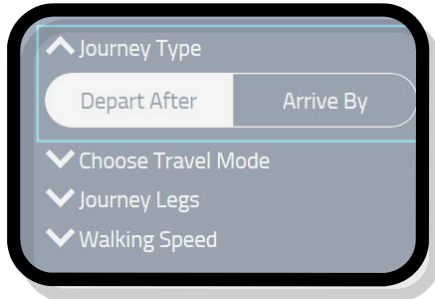 Journey Type
Depart After Arrive By
Choose Travel Mode
Journey Legs
Walking Speed